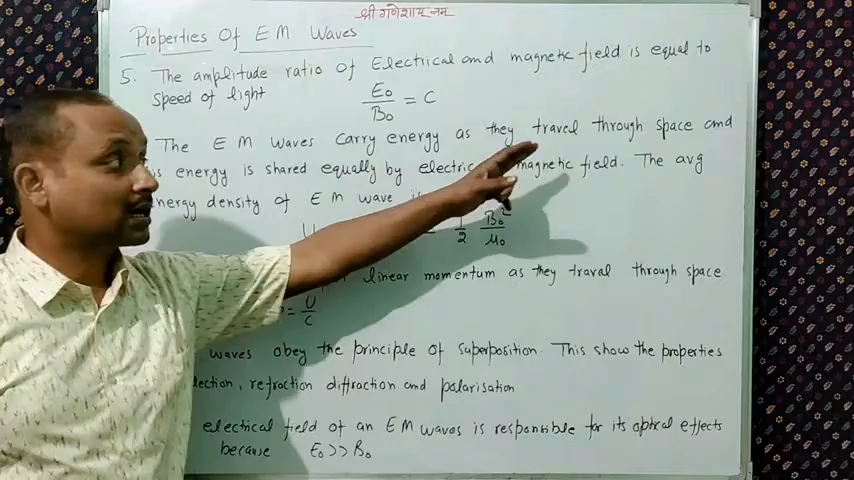 श्री गणेशाय नमः
Properties Of EM Waves
5. The amplitude ratio of Electrical and magnetic field is equal to
Speed of light E₀/B₀ = C
The EM Waves carry energy as they travel through space and
energy is shared equally by magnetic field. The avg
density of EM wave
1/2 B₀²/μ₀
linear momentum as they travel through space
= U/C
waves obey the principle of superposition. This show the properties
refraction diffraction and polarisation
electrical field of an EM waves is responsible for its optical effects
because E₀>>B₀